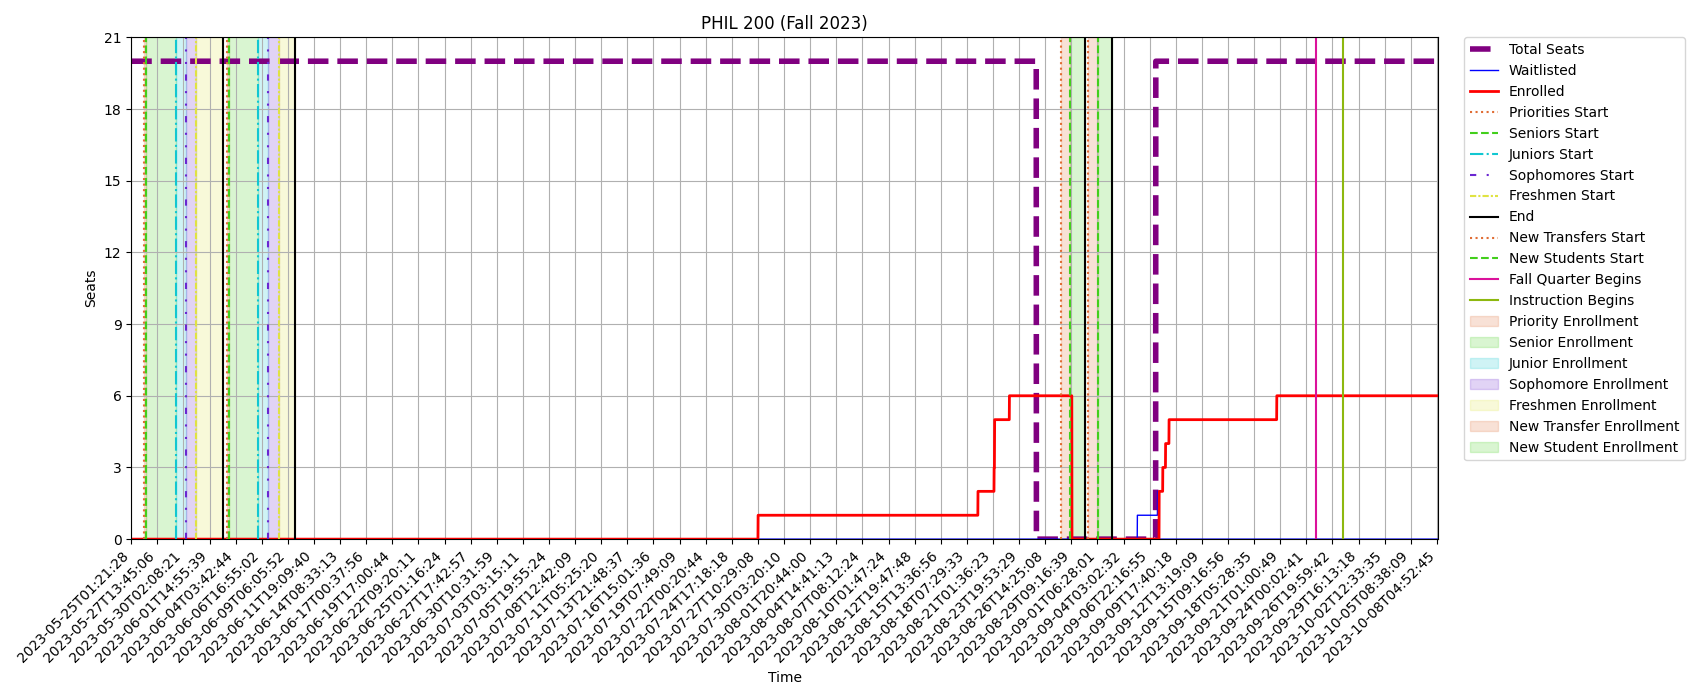 PHIL 200 (Fall 2023)
21
18
15
12
9
6
3
0
Seats
2023-05-25T01:21:28
2023-05-27T13:45:06
2023-05-30T02:08:21
2023-06-01T14:55:39
2023-06-04T03:42:44
2023-06-06T16:55:02
2023-06-09T06:05:52
2023-06-11T19:09:40
2023-06-14T08:33:13
2023-06-17T00:37:56
2023-06-19T17:00:44
2023-06-22T09:20:11
2023-06-25T01:16:24
2023-06-27T17:42:57
2023-06-30T10:31:59
2023-07-03T03:15:11
2023-07-05T19:55:24
2023-07-08T12:42:09
2023-07-11T05:25:20
2023-07-13T21:48:37
2023-07-16T15:01:36
2023-07-19T07:49:09
2023-07-22T00:20:44
2023-07-24T17:18:18
2023-07-27T10:29:08
2023-07-30T03:20:10
2023-08-01T20:44:00
2023-08-04T14:41:13
2023-08-07T08:12:24
2023-08-10T01:47:24
2023-08-12T19:47:48
2023-08-15T13:36:56
2023-08-18T07:29:33
2023-08-21T01:36:23
2023-08-23T19:53:29
2023-08-26T14:25:08
2023-08-29T09:16:39
2023-09-01T06:28:01
2023-09-04T03:02:32
2023-09-06T22:16:55
2023-09-09T17:40:18
2023-09-12T13:19:09
2023-09-15T09:16:56
2023-09-18T05:28:35
2023-09-21T01:00:49
2023-09-24T00:02:41
2023-09-26T19:59:42
2023-09-29T16:13:18
2023-10-02T12:33:35
2023-10-05T08:38:09
2023-10-08T04:52:45
Time
Total Seats
Waitlisted
Enrolled
Priorities Start
Seniors Start
Juniors Start
Sophomores Start
Freshmen Start
End
New Transfers Start
New Students Start
Fall Quarter Begins
Instruction Begins
Priority Enrollment
Senior Enrollment
Junior Enrollment
Sophomore Enrollment
Freshmen Enrollment
New Transfer Enrollment
New Student Enrollment